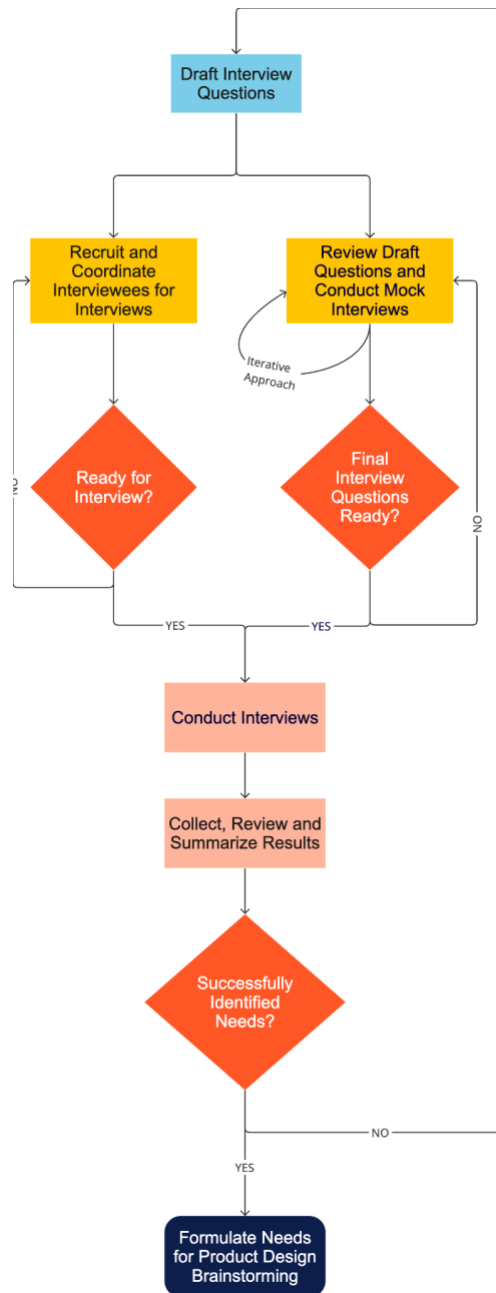 Draft Interview
Questions
Recruit and
Coordinate
Interviewees for
Interviews
Review Draft
Questions and
Conduct Mock
Interviews
Iterative
Approach
Ready for
Interview?
Final
Interview
Questions
Ready?
NO
NO
YES
YES
Conduct Interviews
Collect, Review and
Summarize Results
Successfully
Identified
Needs?
NO
YES
Formulate Needs
for Product Design
Brainstorming